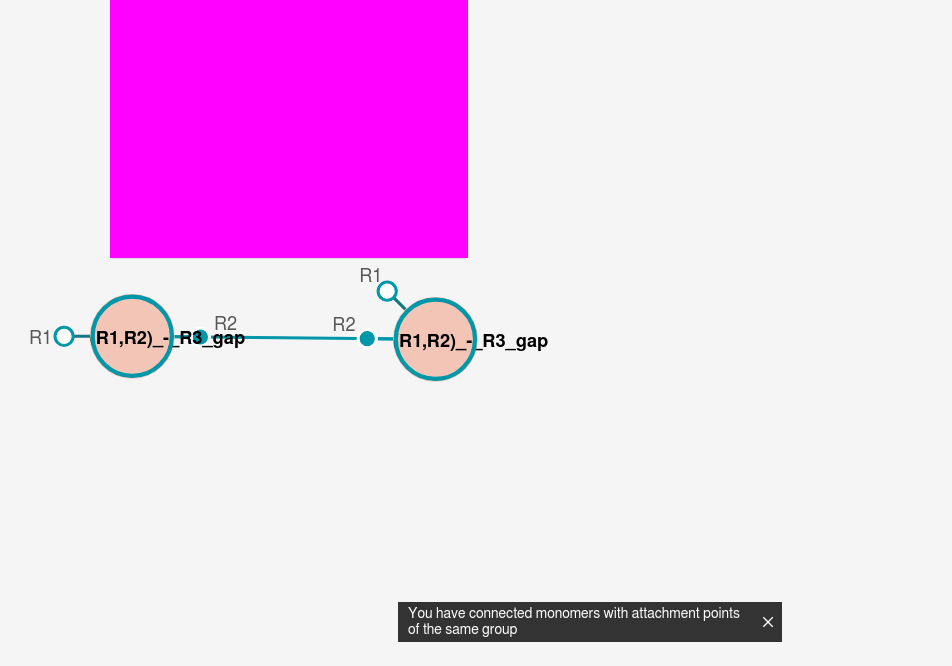 R1
R1
R2
R2
R1,R2)_-_R3_gap
R1,R2)_-_R3_gap
You have connected monomers with attachment points
of the same group